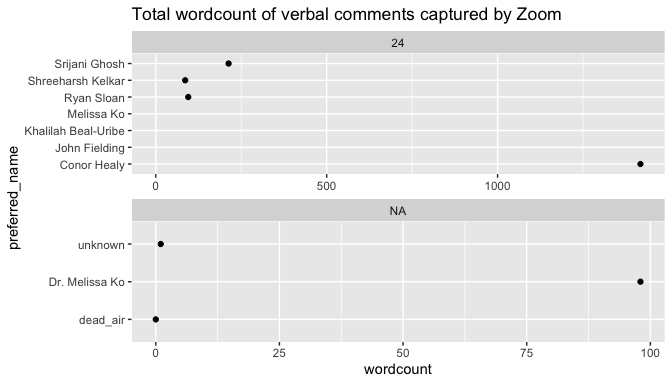 Total wordcount of verbal comments captured by Zoom
24
Srijani Ghosh
Shreeharsh Kelkar
Ryan Sloan
Melissa Ko
Khalilah Beal-Uribe
John Fielding
Conor Healy
0 500 1000
preferred_name
NA
unknown
Dr. Melissa Ko
dead_air
0 25 50 75 100
wordcount